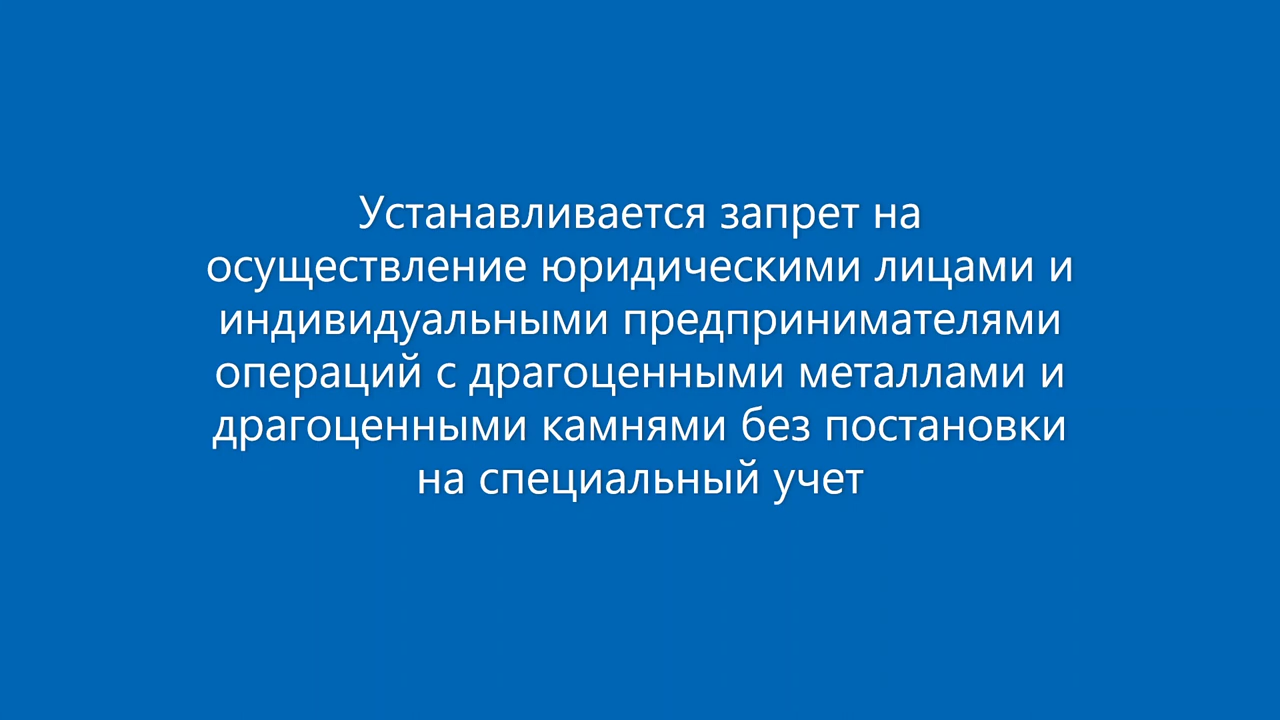 Устанавливается запрет на
осуществление юридическими лицами и
индивидуальными предпринимателями
операций с драгоценными металлами и
драгоценными камнями без постановки
на специальный учет